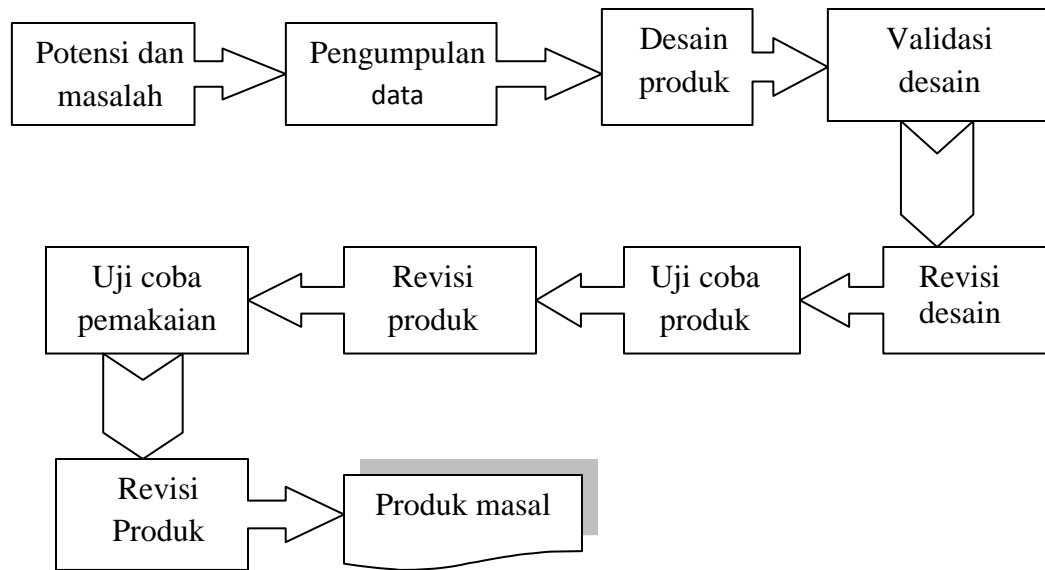 Potensi dan
masalah
Pengumpulan
data
Desain
produk
Validasi
desain
Revisi
desain
Uji coba
produk
Revisi
produk
Uji coba
pemakaian
Revisi
Produk
Produk masal